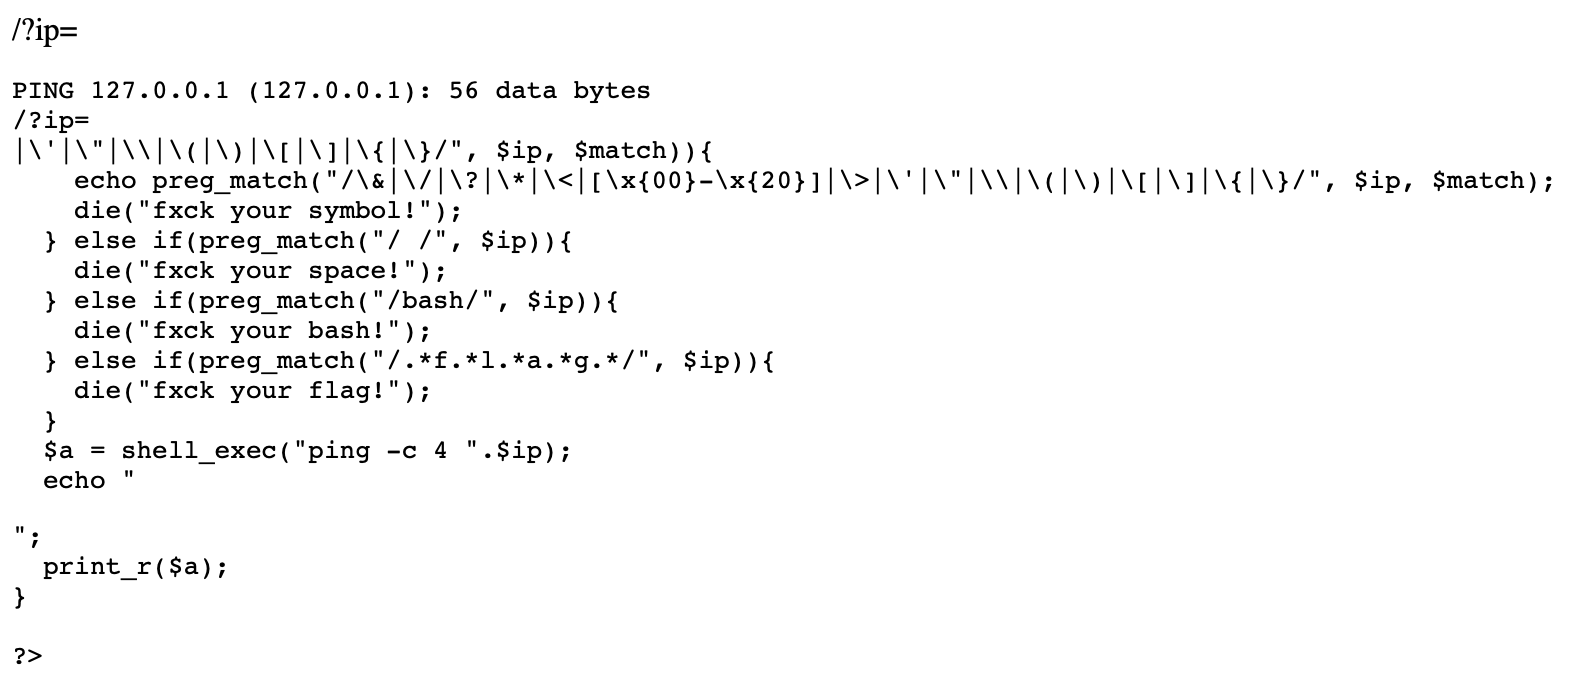 /?ip=
PING 127.0.0.1 (127.0.0.1): 56 data bytes
/?ip=
|\'|\"|\\|\(|\)|\[|\]|\{|\}/", $ip, $match)){
    echo preg_match("/\&|\/|\?|\*|\<|[\x{00}-\x{20}]|\>|\'|\"|\\|\(|\)|\[|\]|\{|\}/", $ip, $match);
    die("fxck your symbol!");
  } else if(preg_match("/ /", $ip)){
    die("fxck your space!");
  } else if(preg_match("/bash/", $ip)){
    die("fxck your bash!");
  } else if(preg_match("/.*f.*l.*a.*g.*/", $ip)){
    die("fxck your flag!");
  }
  $a = shell_exec("ping -c 4 ".$ip);
  echo "
";
  print_r($a);
}
?>